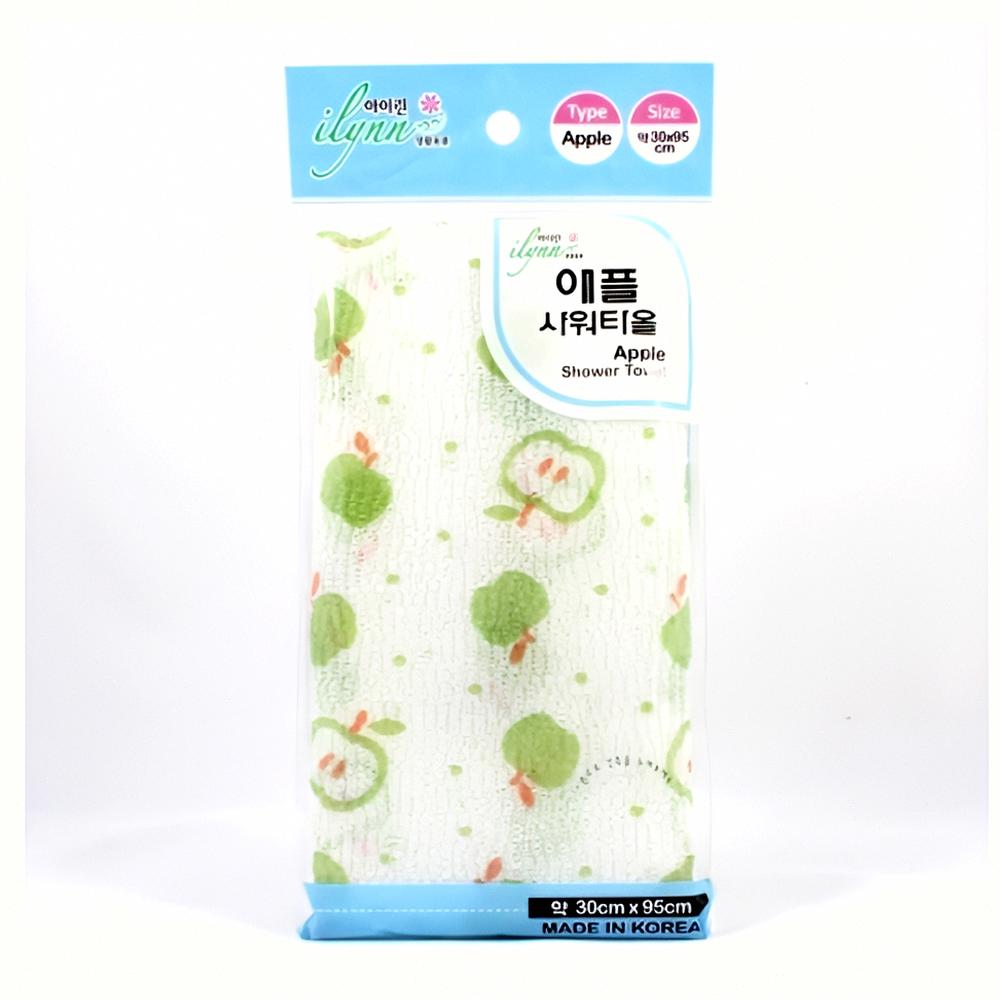 아이린
ilynn
Type
Apple
Size
약 30x95
cm
ilynn
애플
샤워타올
Apple
Shower Towel
약 30cm x 95cm
MADE IN KOREA